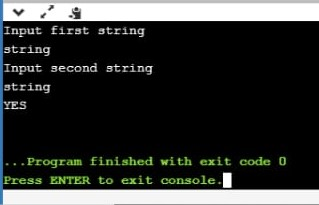 Input first string
string
Input second string
string
YES
...Program finished with exit code 0
Press ENTER to exit console.